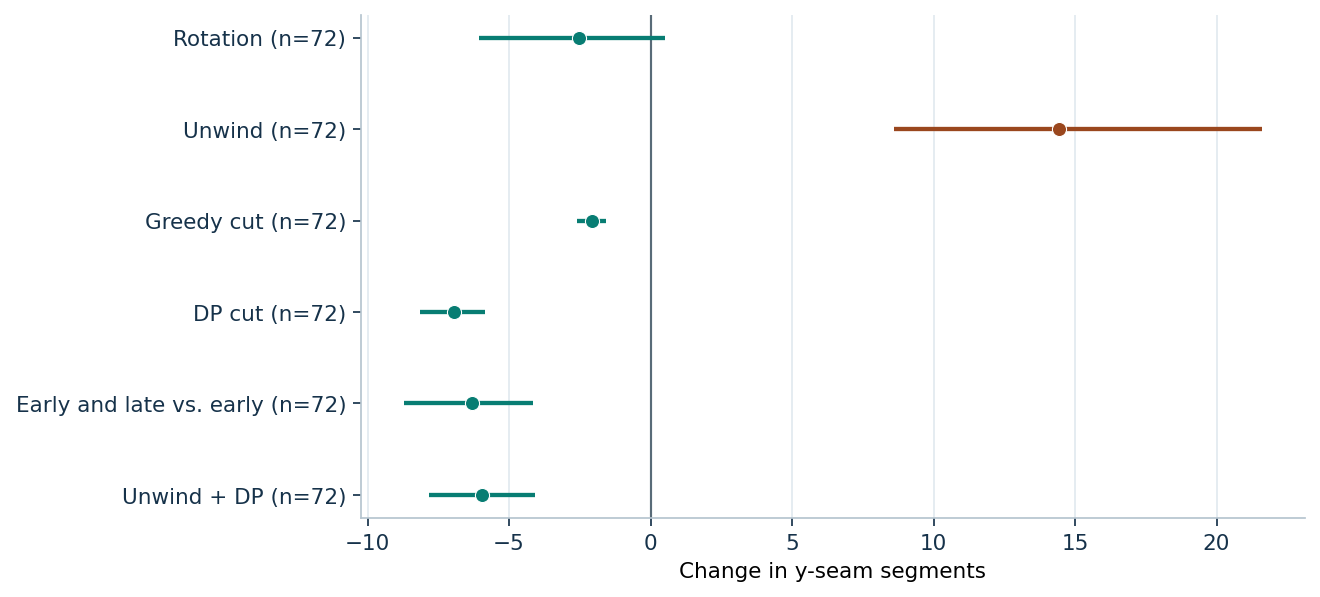 Rotation (n=72)
Unwind (n=72)
Greedy cut (n=72)
DP cut (n=72)
Early and late vs. early (n=72)
Unwind + DP (n=72)
−10 −5 0 5 10 15 20
Change in y-seam segments